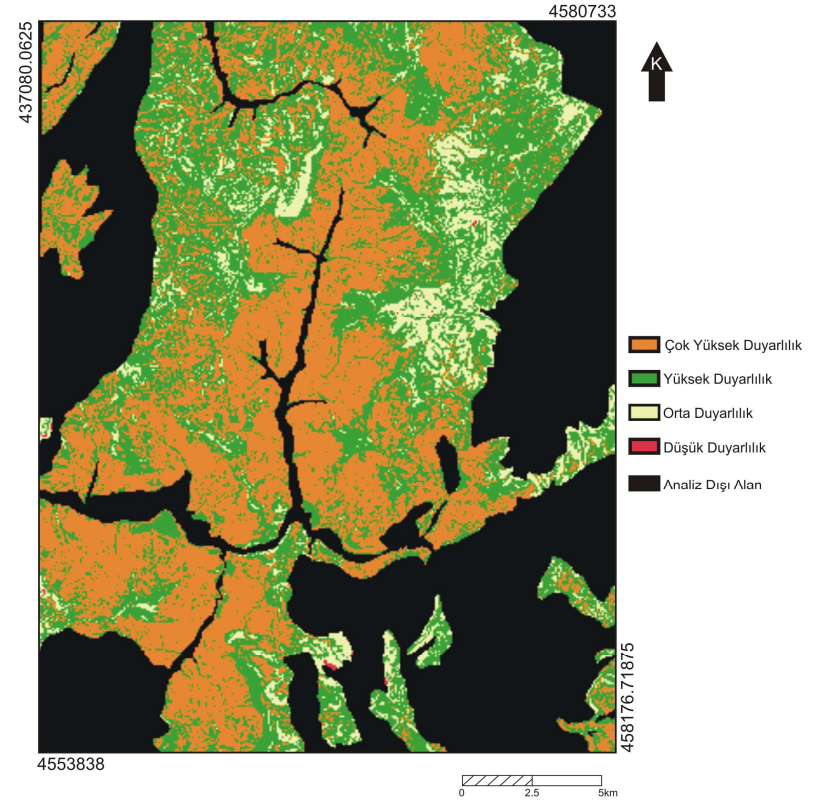 4580733
437080.0625
K
Çok Yüksek Duyarlılık
Yüksek Duyarlılık
Orta Duyarlılık
Düşük Duyarlılık
Analiz Dışı Alan
458176.71875
4553838
0 2.5 5km